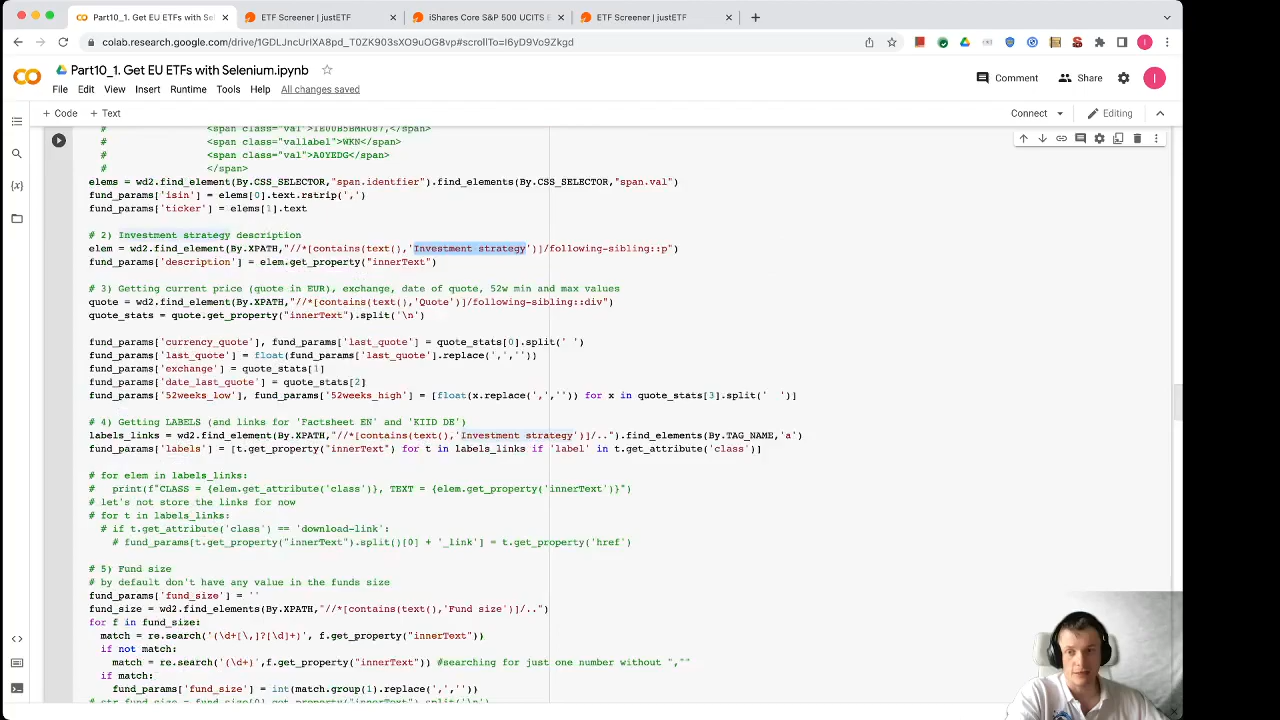 Part10_1. Get EU ETFs with Sel
ETF Screener | justETF
iShares Core S&P 500 UCITS E
ETF Screener | justETF
colab.research.google.com/drive/1GDL_IncUrIXA8pd_T0ZK903sXO9uOG8vp#scrollTo=I6yD9Vo9Zkgd
Part10_1. Get EU ETFs with Selenium.ipynb
File Edit View Insert Runtime Tools Help All changes saved
Comment Share I
+ Code + Text
Connect Editing
# <span class="val">IE00B5BMR087,</span>
# <span class="vallabel">WKN</span>
# <span class="val">A0YEDG</span>
# </span>
elems = wd2.find_element(By.CSS_SELECTOR,"span.identfier").find_elements(By.CSS_SELECTOR,"span.val")
fund_params['isin'] = elems[0].text.rstrip(',')
fund_params['ticker'] = elems[1].text
# 2) Investment strategy description
elem = wd2.find_element(By.XPATH,"//*[contains(text(),'Investment strategy')]/following-sibling::p")
fund_params['description'] = elem.get_property("innerText")
# 3) Getting current price (quote in EUR), exchange, date of quote, 52w min and max values
quote = wd2.find_element(By.XPATH,"//*[contains(text(),'Quote')]/following-sibling::div")
quote_stats = quote.get_property("innerText").split('\n')
fund_params['currency_quote'], fund_params['last_quote'] = quote_stats[0].split(' ')
fund_params['last_quote'] = float(fund_params['last_quote'].replace(',',''))
fund_params['exchange'] = quote_stats[1]
fund_params['date_last_quote'] = quote_stats[2]
fund_params['52weeks_low'], fund_params['52weeks_high'] = [float(x.replace(',','')) for x in quote_stats[3].split('  ')]
# 4) Getting LABELS (and links for 'Factsheet EN' and 'KIID DE')
labels_links = wd2.find_element(By.XPATH,"//*[contains(text(),'Investment strategy')]/..").find_elements(By.TAG_NAME,'a')
fund_params['labels'] = [t.get_property("innerText") for t in labels_links if 'label' in t.get_attribute('class')]
# for elem in labels_links:
#   print(f"CLASS = {elem.get_attribute('class')}, TEXT = {elem.get_property('innerText')")
# let's not store the links for now
# for t in labels_links:
# if t.get_attribute('class') == 'download-link':
# fund_params[t.get_property("innerText").split()[0] + '_link'] = t.get_property('href')
# 5) Fund size
# by default don't have any value in the funds size
fund_params['fund_size'] = ''
fund_size = wd2.find_elements(By.XPATH,"//*[contains(text(),'Fund size')]/..")
for f in fund_size:
match = re.search('(\d+[\,]?[\d]+)', f.get_property("innerText"))
if not match:
match = re.search('(\d+)',f.get_property("innerText")) #searching for just one number without ",""
if match:
fund_params['fund_size'] = int(match.group(1).replace(',',''))
# str_fund_size = fund_size[0].get_property("innerText").split('\n')